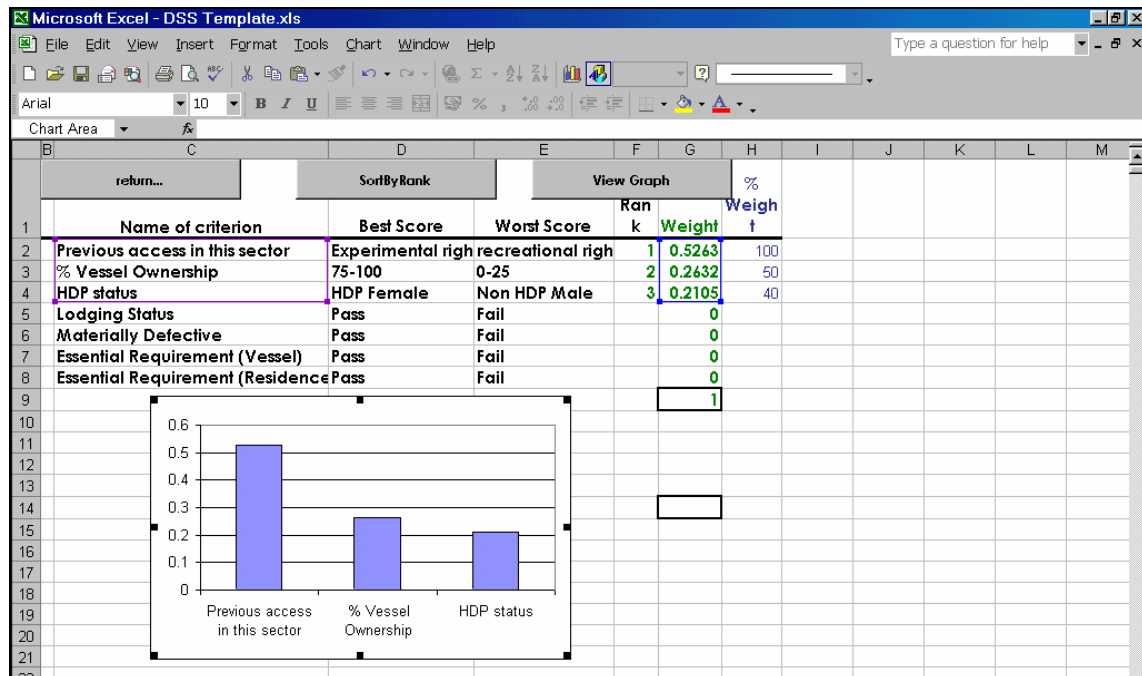 Microsoft Excel - DSS Template.xls
File Edit View Insert Format Tools Chart Window Help Type a question for help
Arial 10 B I U
Chart Area fx
B C D E F G H I J K L M
return... SortByRank View Graph %
Ran Weigh
1 Name of criterion Best Score Worst Score k Weight t
2 Previous access in this sector Experimental righ recreational righ 1 0.5263 100
3 % Vessel Ownership 75-100 0-25 2 0.2632 50
4 HDP status HDP Female Non HDP Male 3 0.2105 40
5 Lodging Status Pass Fail 0
6 Materially Defective Pass Fail 0
7 Essential Requirement (Vessel) Pass Fail 0
8 Essential Requirement (Residence Pass Fail 0
9 1
10
11
12
13
14
15
16
17
18
19
20
21
0.6
0.5
0.4
0.3
0.2
0.1
0
Previous access % Vessel HDP status
in this sector Ownership